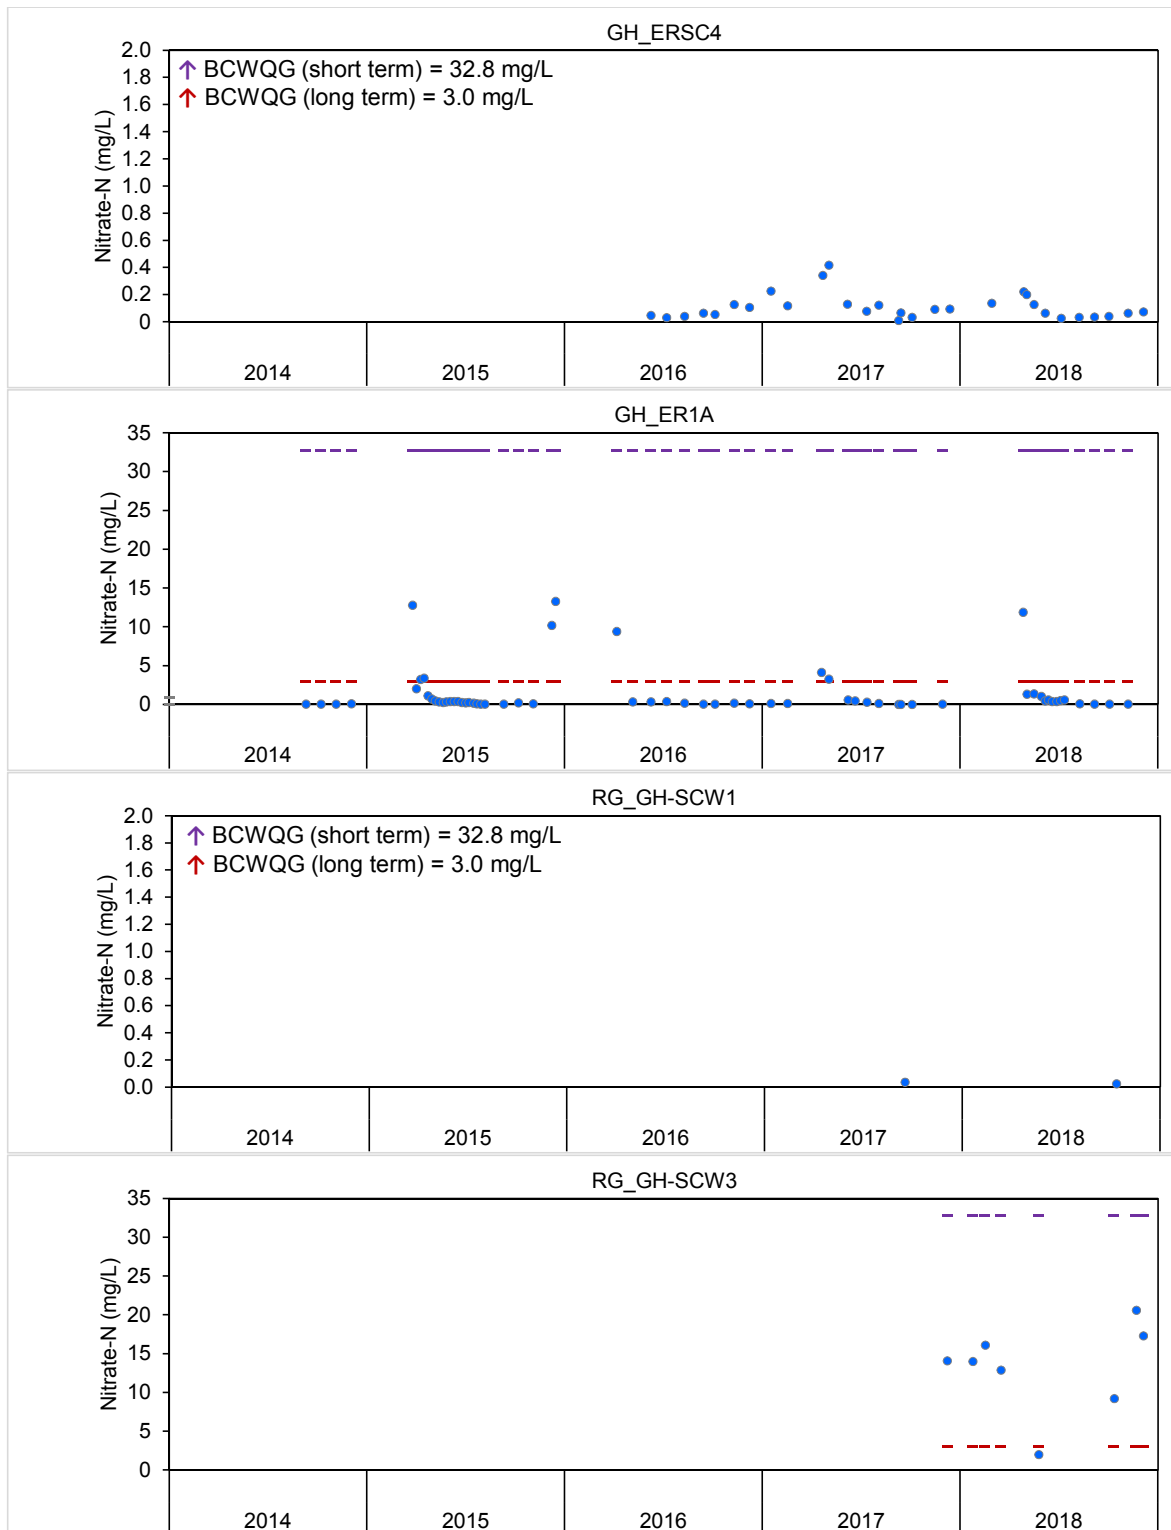 GH_ERSC4
↑ BCWQG (short term) = 32.8 mg/L
↑ BCWQG (long term) = 3.0 mg/L
Nitrate-N (mg/L)
2.0
1.8
1.6
1.4
1.2
1.0
0.8
0.6
0.4
0.2
0
2014 2015 2016 2017 2018
GH_ER1A
Nitrate-N (mg/L)
35
30
25
20
15
10
5
0
2014 2015 2016 2017 2018
RG_GH-SCW1
↑ BCWQG (short term) = 32.8 mg/L
↑ BCWQG (long term) = 3.0 mg/L
Nitrate-N (mg/L)
2.0
1.8
1.6
1.4
1.2
1.0
0.8
0.6
0.4
0.2
0.0
2014 2015 2016 2017 2018
RG_GH-SCW3
Nitrate-N (mg/L)
35
30
25
20
15
10
5
0
2014 2015 2016 2017 2018